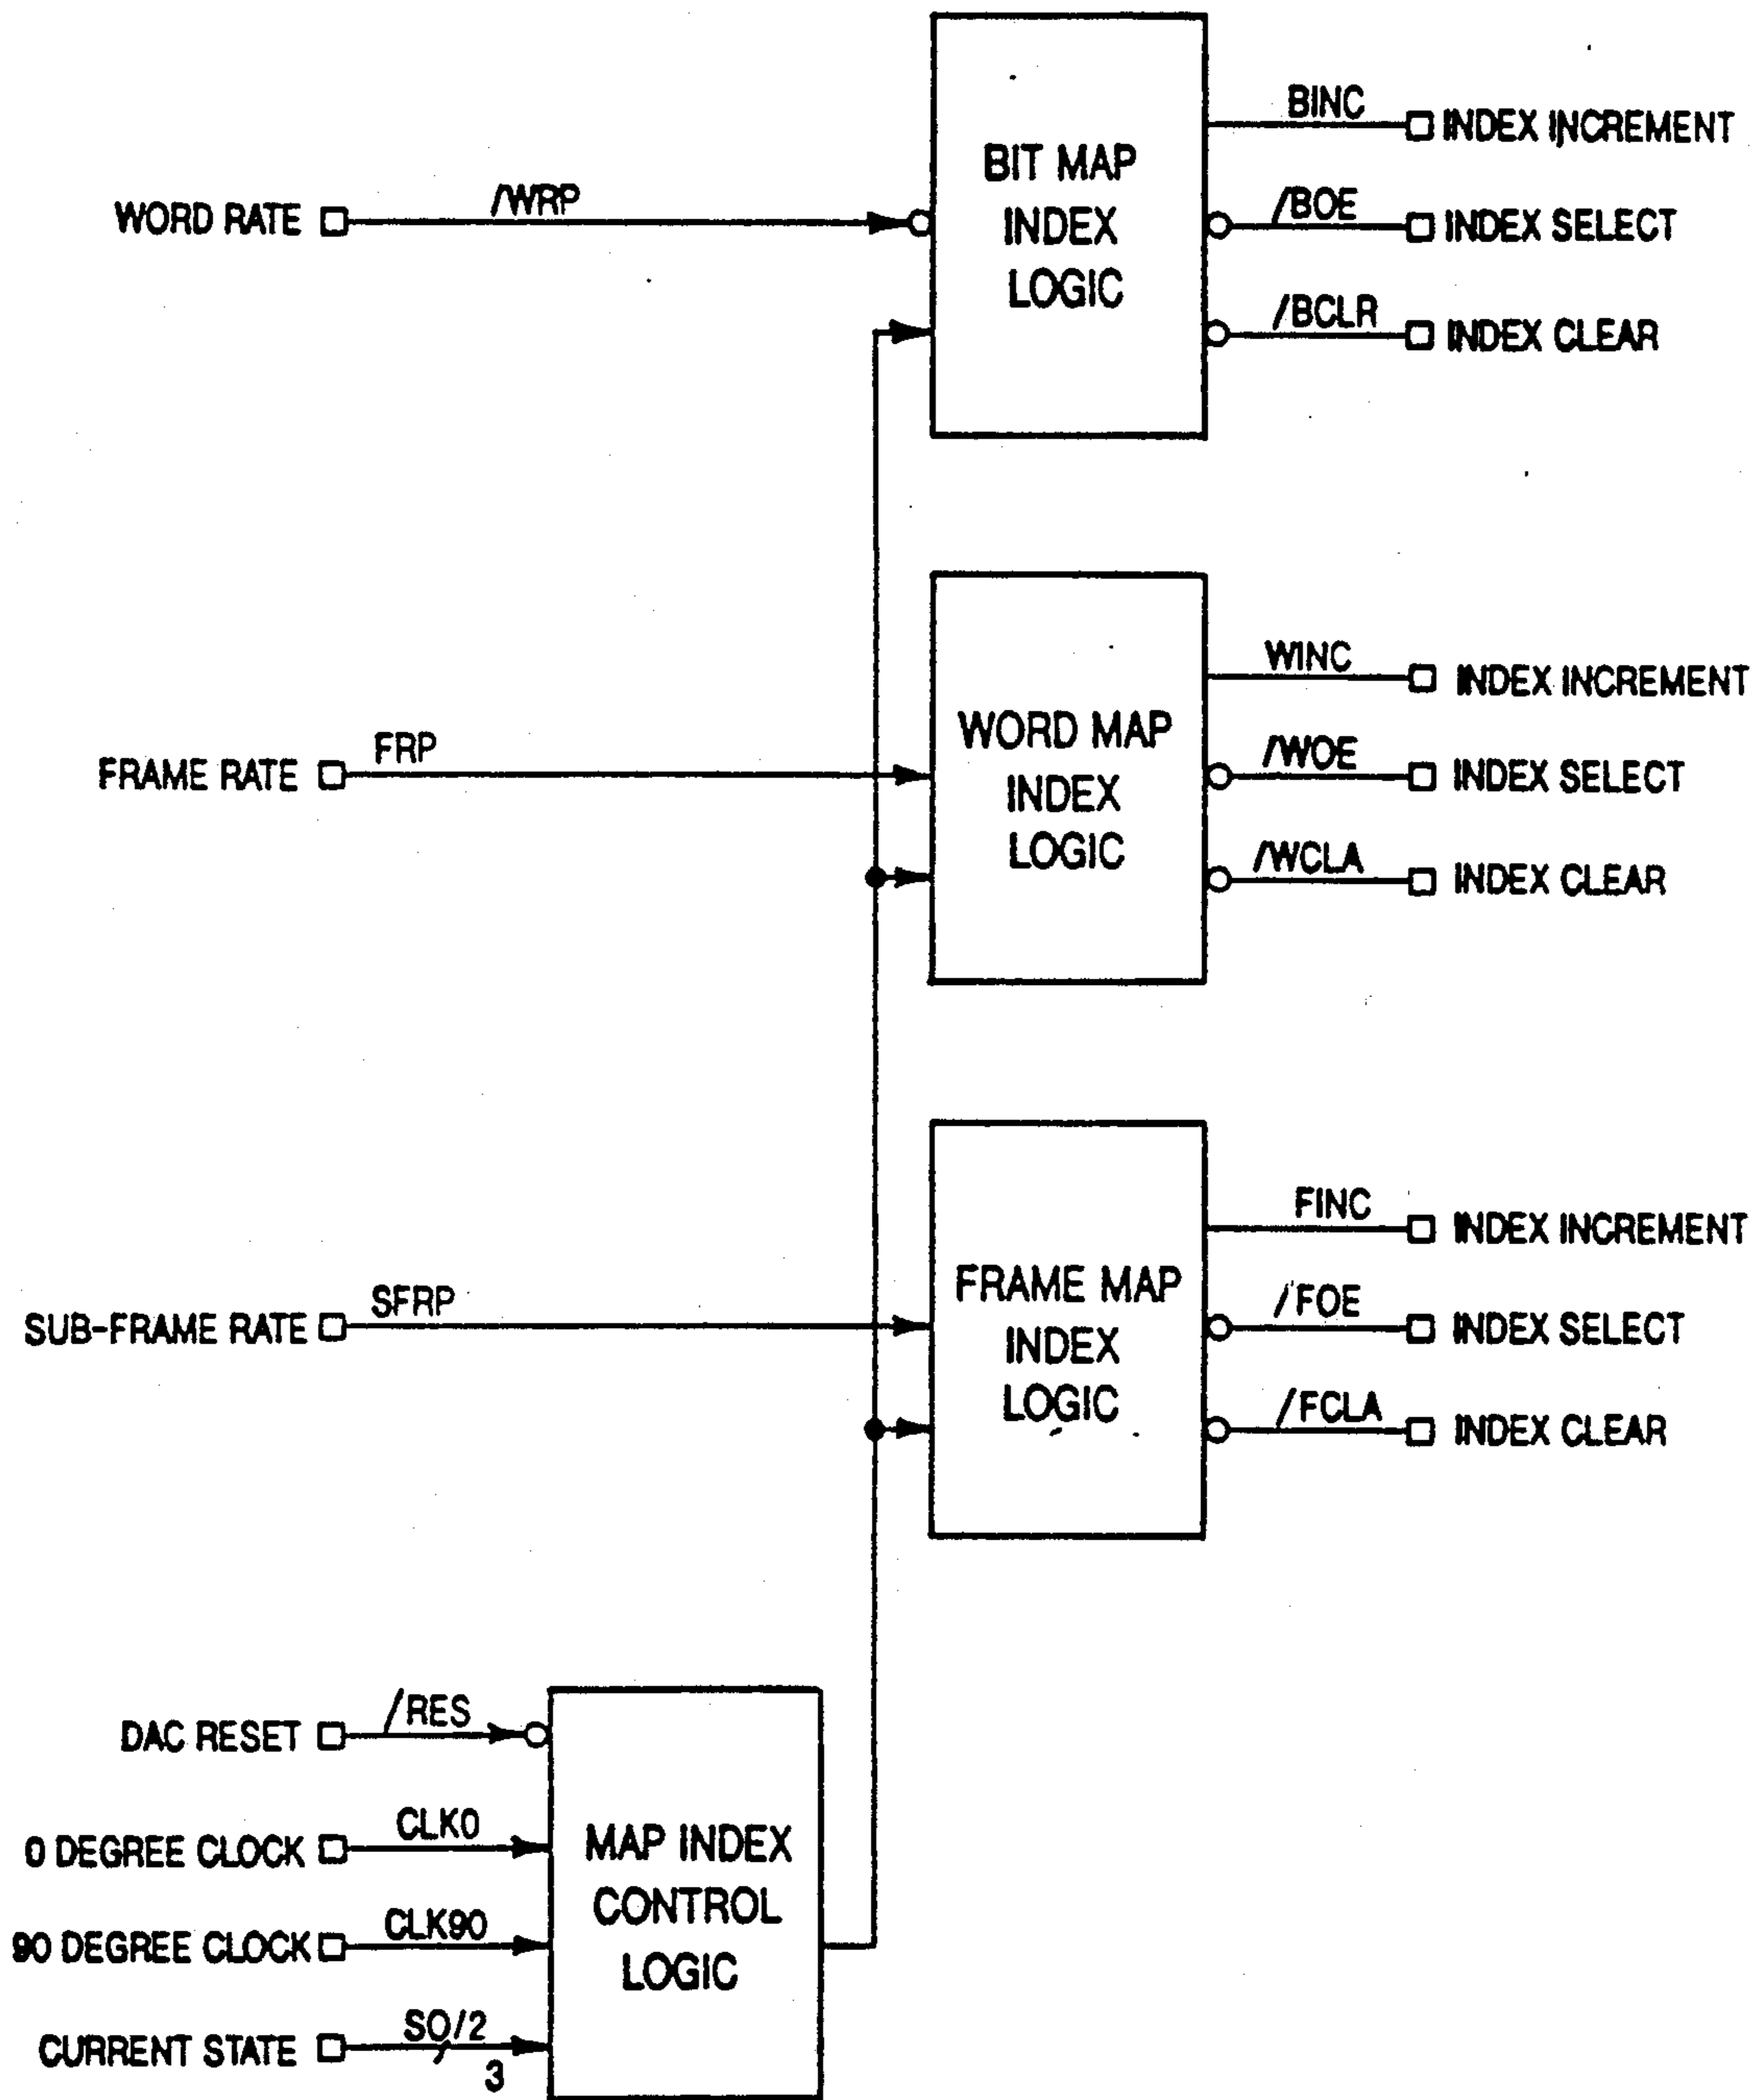 BINC
INDEX INCREMENT
BIT MAP
INDEX
LOGIC
WORD RATE
/WRP
/BOE
INDEX SELECT
/BCLR
INDEX CLEAR
WINC
INDEX INCREMENT
WORD MAP
INDEX
LOGIC
FRAME RATE
FRP
/WOE
INDEX SELECT
/WCLA
INDEX CLEAR
FINC
INDEX INCREMENT
FRAME MAP
INDEX
LOGIC
SUB-FRAME RATE
SFRP
/FOE
INDEX SELECT
/FCLA
INDEX CLEAR
DAC RESET
/RES
0 DEGREE CLOCK
CLK0
MAP INDEX
CONTROL
LOGIC
90 DEGREE CLOCK
CLK90
CURRENT STATE
SO/2
3